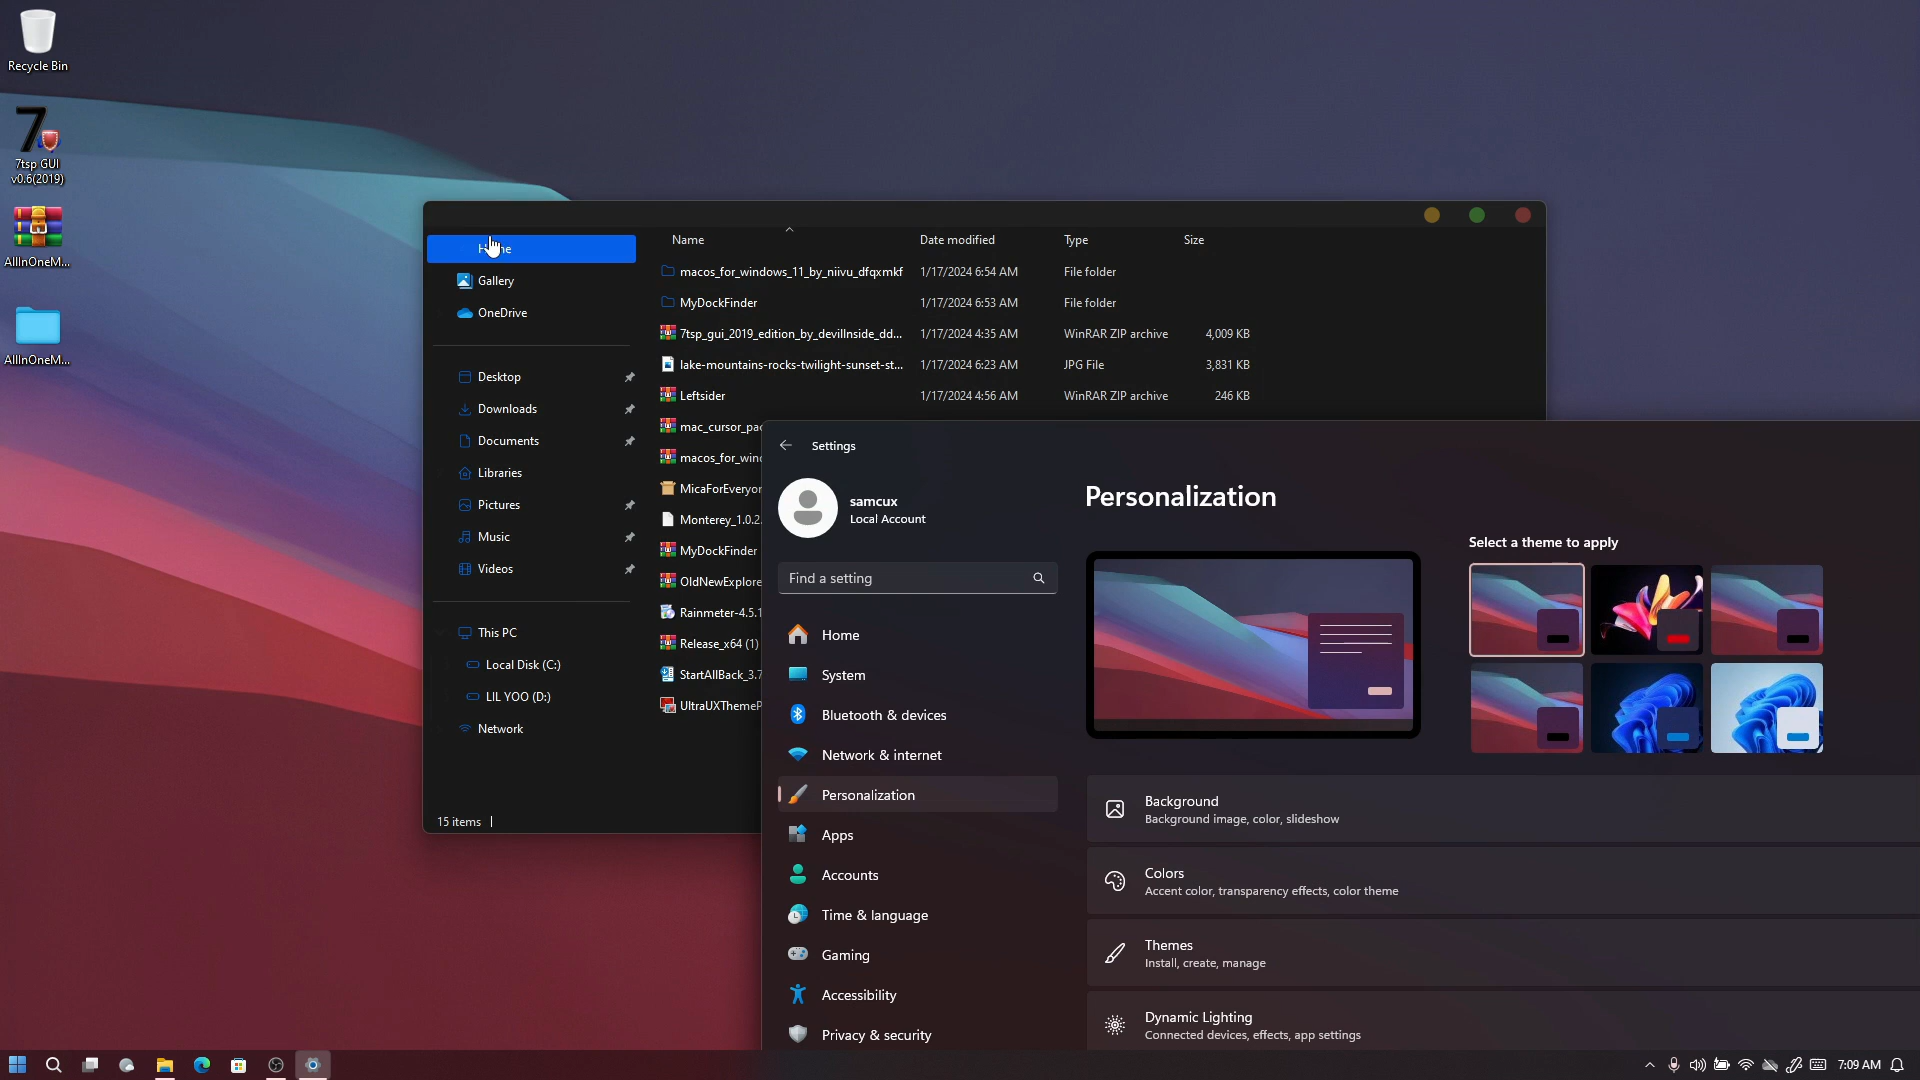 Recycle Bin
7tsp GUI
v0.6(2019)
AllInOneM...
AllInOneM...
Home
Gallery
OneDrive
Desktop
Downloads
Documents
Libraries
Pictures
Music
Videos
This PC
Local Disk (C:)
LIL YOO (D:)
Network
15 items
Name Date modified Type Size
macos_for_windows_11_by_niivu_dfqxmkf 1/17/2024 6:54 AM File folder
MyDockFinder 1/17/2024 6:53 AM File folder
7tsp_gui_2019_edition_by_devillnside_dd... 1/17/2024 4:35 AM WinRAR ZIP archive 4,009 KB
lake-mountains-rocks-twilight-sunset-st... 1/17/2024 6:23 AM JPG File 3,831 KB
Leftsider 1/17/2024 4:56 AM WinRAR ZIP archive 246 KB
mac_cursor_pac
macos_for_wind
MicaForEveryon
Monterey_1.0.2.
MyDockFinder
OldNewExplore
Rainmeter-4.5.1
Release_x64 (1)
StartAllBack_3.7
UltraUXThemeP
Settings
samcux
Local Account
Find a setting
Home
System
Bluetooth & devices
Network & internet
Personalization
Apps
Accounts
Time & language
Gaming
Accessibility
Privacy & security
Personalization
Select a theme to apply
Background
Background image, color, slideshow
Colors
Accent color, transparency effects, color theme
Themes
Install, create, manage
Dynamic Lighting
Connected devices, effects, app settings
7:09 AM